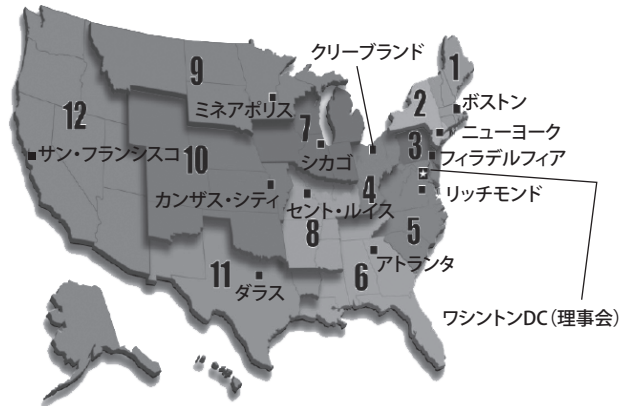 クリーブランド
1
9
2
12
ミネアポリス
ボストン
7
ニューヨーク
3
サン・フランシスコ
10
シカゴ
フィラデルフィア
カンザス・シティ
4
セント・ルイス
リッチモンド
8
5
アトランタ
11
6
ダラス
ワシントンDC(理事会)